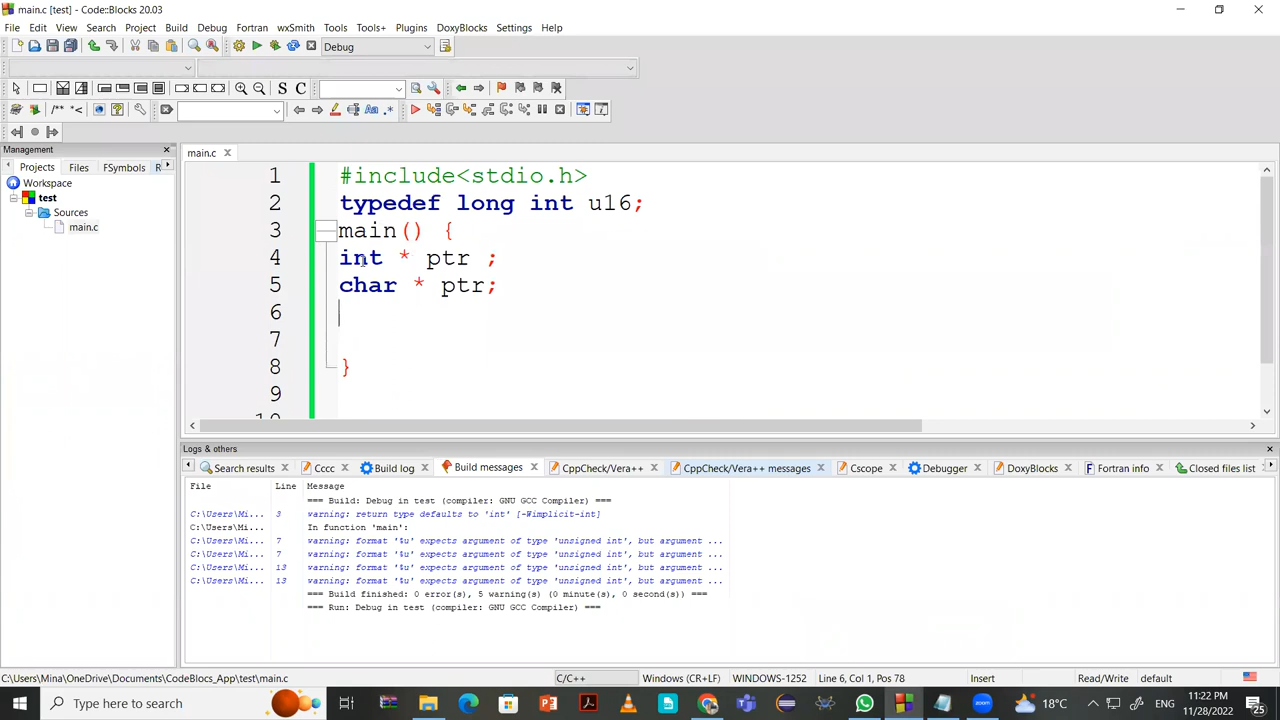 main.c [test] - Code::Blocks 20.03
File Edit View Search Project Build Debug Fortran wxSmith Tools Tools+ Plugins DoxyBlocks Settings Help
Debug
S C
/** *<
Aa .*
Management
Projects Files FSymbols R
Workspace
test
Sources
main.c
main.c
1 #include<stdio.h>
2 typedef long int u16;
3 main() {
4 int * ptr ;
5 char * ptr;
6
7
8 }
9
10
Logs & others
Search results Cccc Build log Build messages CppCheck/Vera++ CppCheck/Vera++ messages Cscope Debugger DoxyBlocks Fortran info Closed files list
File Line Message
=== Build: Debug in test (compiler: GNU GCC Compiler) ===
C:\Users\Mi... 3 warning: return type defaults to 'int' [-Wimplicit-int]
C:\Users\Mi... In function 'main':
C:\Users\Mi... 7 warning: format '%u' expects argument of type 'unsigned int', but argument ...
C:\Users\Mi... 7 warning: format '%u' expects argument of type 'unsigned int', but argument ...
C:\Users\Mi... 13 warning: format '%u' expects argument of type 'unsigned int', but argument ...
C:\Users\Mi... 13 warning: format '%u' expects argument of type 'unsigned int', but argument ...
=== Build finished: 0 error(s), 5 warning(s) (0 minute(s), 0 second(s)) ===
=== Run: Debug in test (compiler: GNU GCC Compiler) ===
C:\Users\Mina\OneDrive\Documents\CodeBlocs_App\test\main.c C/C++ Windows (CR+LF) WINDOWS-1252 Line 6, Col 1, Pos 78 Insert Read/Write default
Type here to search
zoom
18°C
ENG
11:22 PM
11/28/2022
25